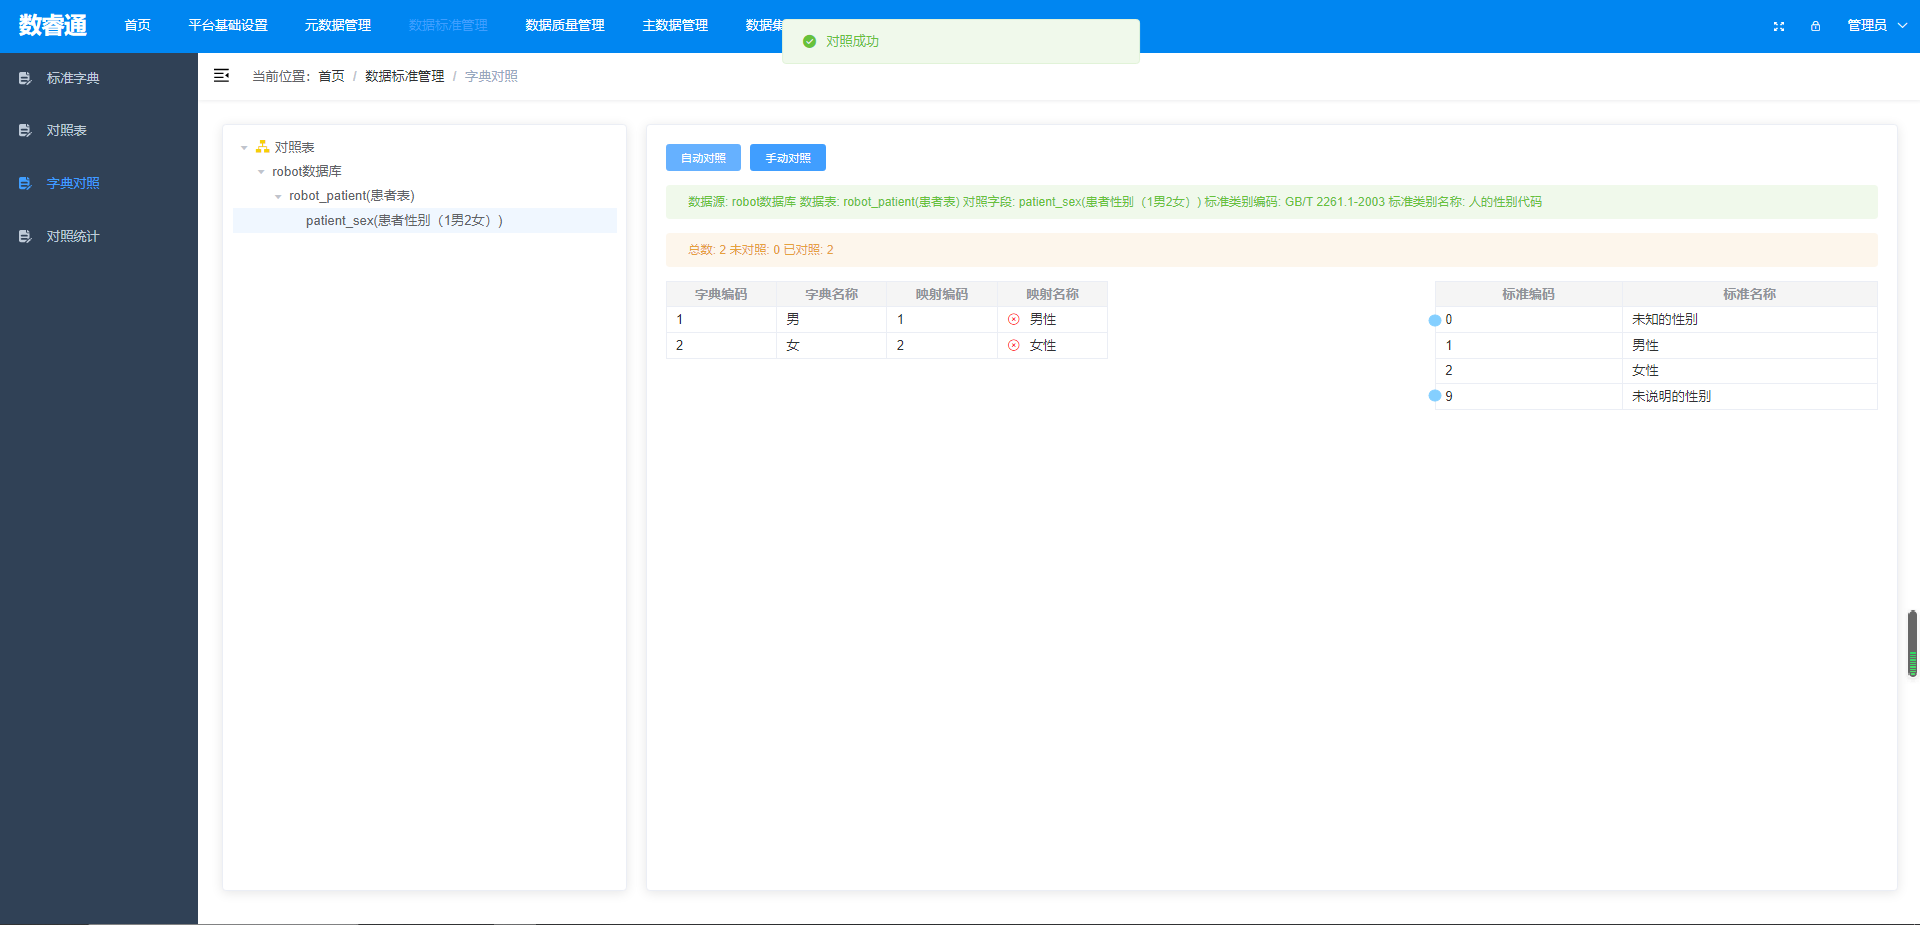 数睿通 首页 平台基础设置 元数据管理 数据标准管理 数据质量管理 主数据管理 数据集 管理员
对照成功
标准字典
对照表
字典对照
对照统计
当前位置: 首页 / 数据标准管理 / 字典对照
对照表
robot数据库
robot_patient(患者表)
patient_sex(患者性别（1男2女）)
自动对照 手动对照
数据源: robot数据库 数据表: robot_patient(患者表) 对照字段: patient_sex(患者性别（1男2女）) 标准类别编码: GB/T 2261.1-2003 标准类别名称: 人的性别代码
总数: 2 未对照: 0 已对照: 2
字典编码 字典名称 映射编码 映射名称
1 男 1 男性
2 女 2 女性
标准编码 标准名称
0 未知的性别
1 男性
2 女性
9 未说明的性别